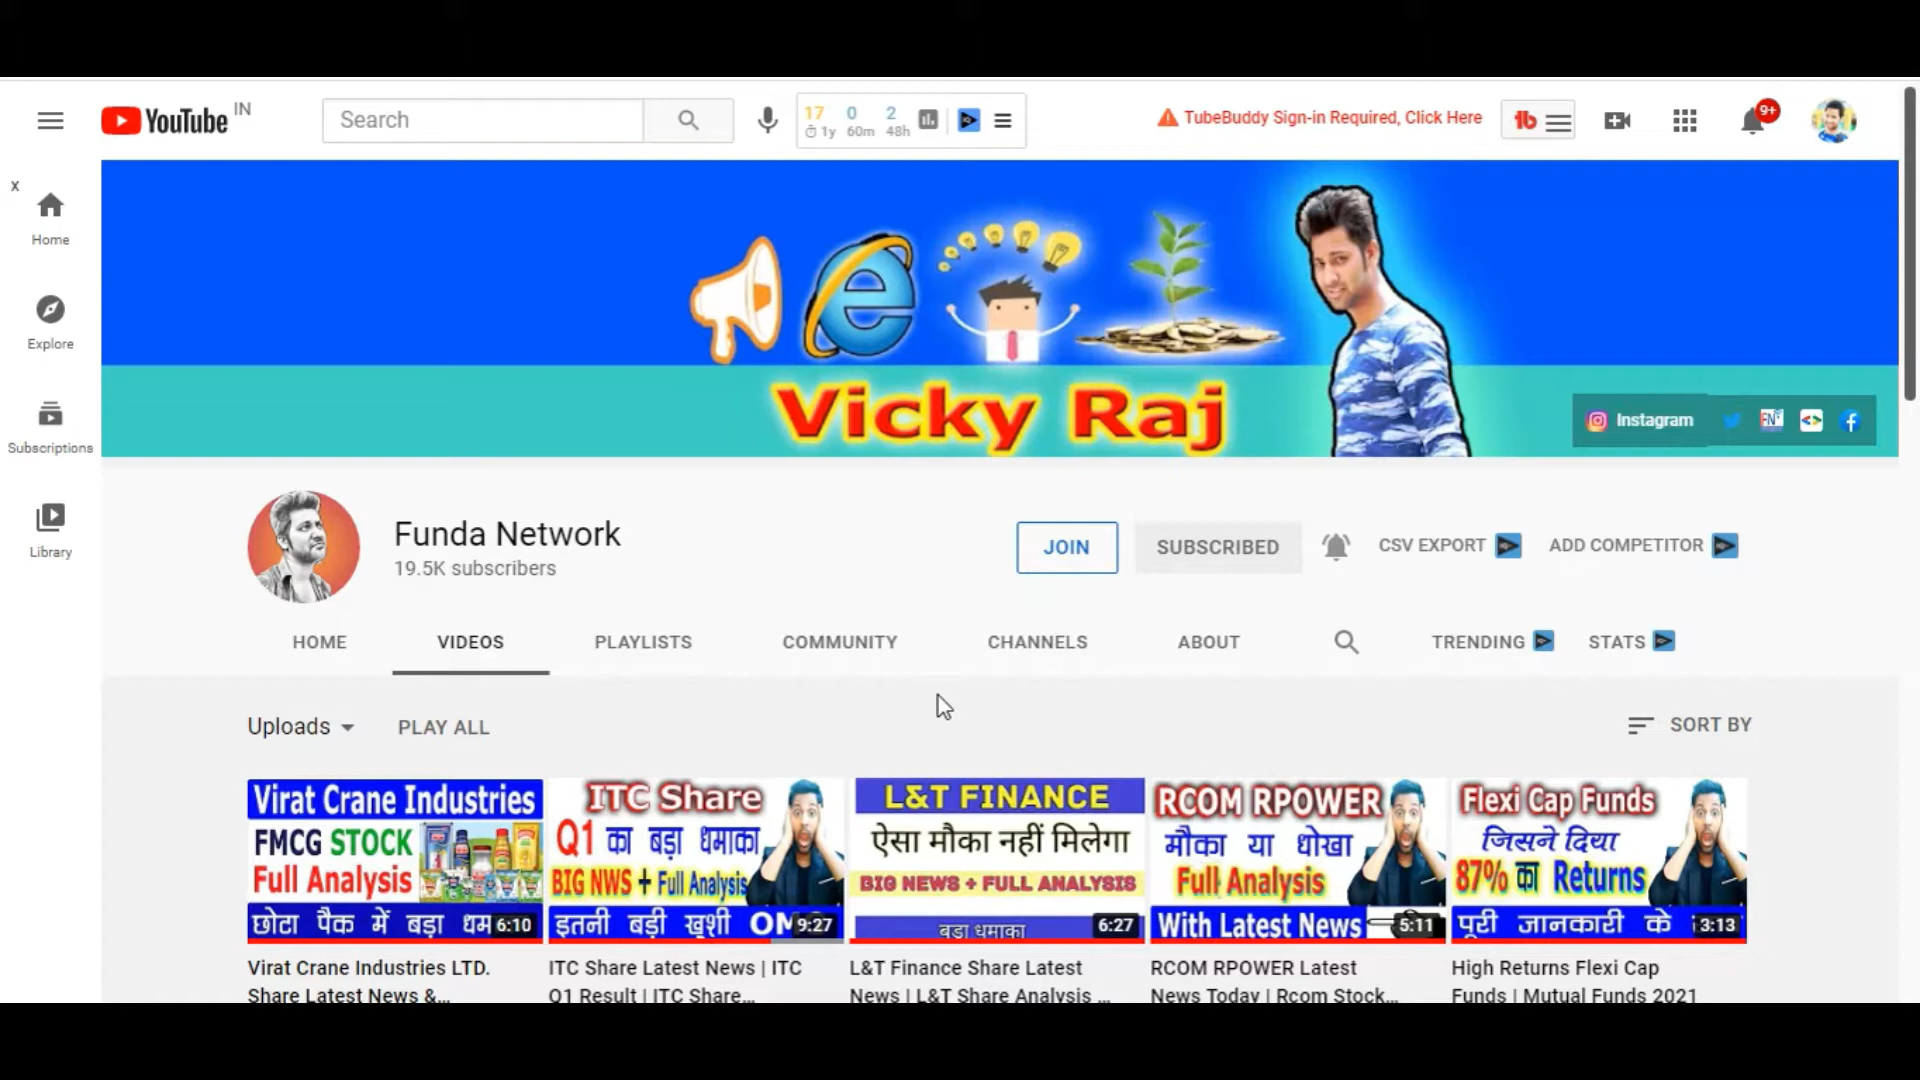 YouTube IN
Search
17 0 2
1y 60m 48h
TubeBuddy Sign-in Required, Click Here
9+
x
Home
Explore
Subscriptions
Library
Vicky Raj
Instagram
Funda Network
19.5K subscribers
JOIN
SUBSCRIBED
CSV EXPORT
ADD COMPETITOR
HOME
VIDEOS
PLAYLISTS
COMMUNITY
CHANNELS
ABOUT
TRENDING
STATS
Uploads
PLAY ALL
SORT BY
Virat Crane Industries
FMCG STOCK
Full Analysis
छोटा पैक में बड़ा धम
6:10
Virat Crane Industries LTD.
Share Latest News &...
ITC Share
Q1 का बड़ा धमाका
BIG NWS + Full Analysis
इतनी बड़ी खुशी
9:27
ITC Share Latest News | ITC
Q1 Result | ITC Share...
L&T FINANCE
ऐसा मौका नहीं मिलेगा
BIG NEWS + FULL ANALYSIS
बडा धमाका
6:27
L&T Finance Share Latest
News | L&T Share Analysis ...
RCOM RPOWER
मौका या धोखा
Full Analysis
With Latest News
5:11
RCOM RPOWER Latest
News Today | Rcom Stock...
Flexi Cap Funds
जिसने दिया
87% का Returns
पूरी जानकारी के
3:13
High Returns Flexi Cap
Funds | Mutual Funds 2021